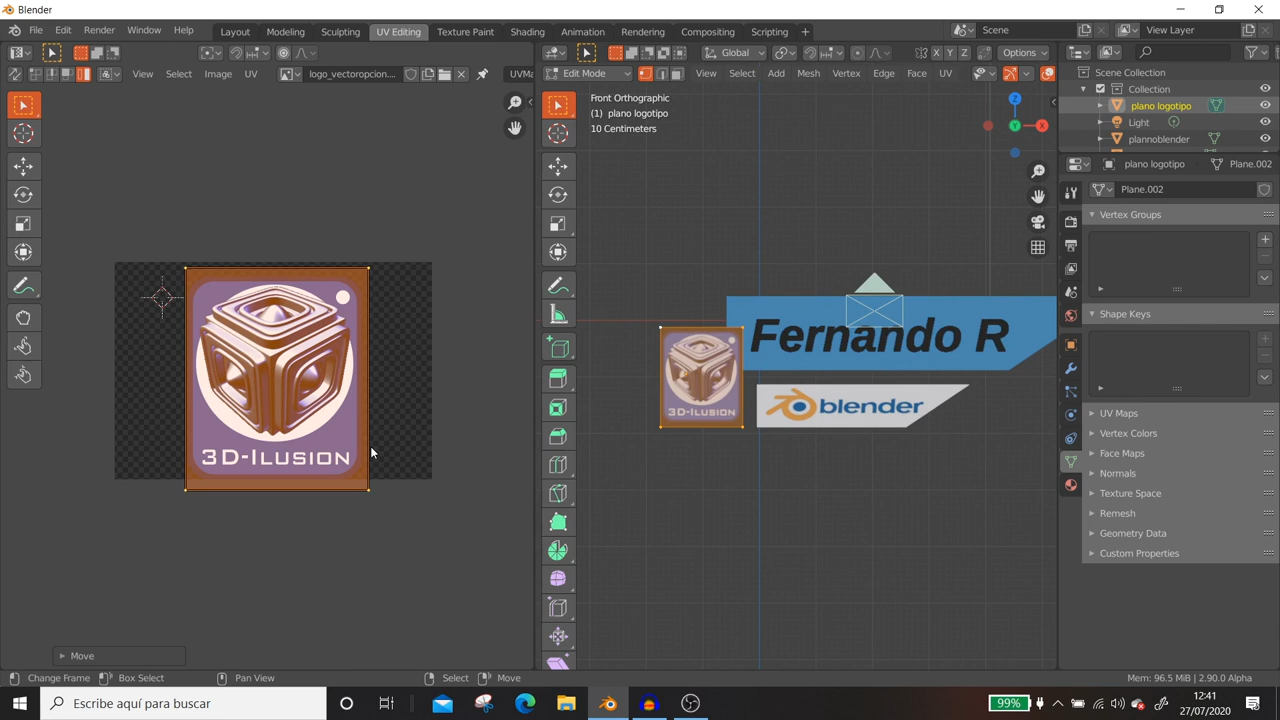 Blender
File Edit Render Window Help
Layout Modeling Sculpting UV Editing Texture Paint Shading Animation Rendering Compositing Scripting
Scene
View Layer
Global
Options
View Select Image UV
logo_vectoropcion....
UVMa
Edit Mode
View Select Add Mesh Vertex Edge Face UV
Scene Collection
Collection
plano logotipo
Light
plannoblender
Front Orthographic
(1) plano logotipo
10 Centimeters
X
Y
X Y Z
plano logotipo
Plane.002
Plane.002
Vertex Groups
Shape Keys
UV Maps
Vertex Colors
Face Maps
Normals
Texture Space
Remesh
Geometry Data
Custom Properties
3D-Ilusion
Fernando R
3D-Ilusion
blender
Move
Change Frame
Box Select
Pan View
Select
Move
Mem: 96.5 MiB | 2.90.0 Alpha
Escribe aquí para buscar
99%
12:41
27/07/2020